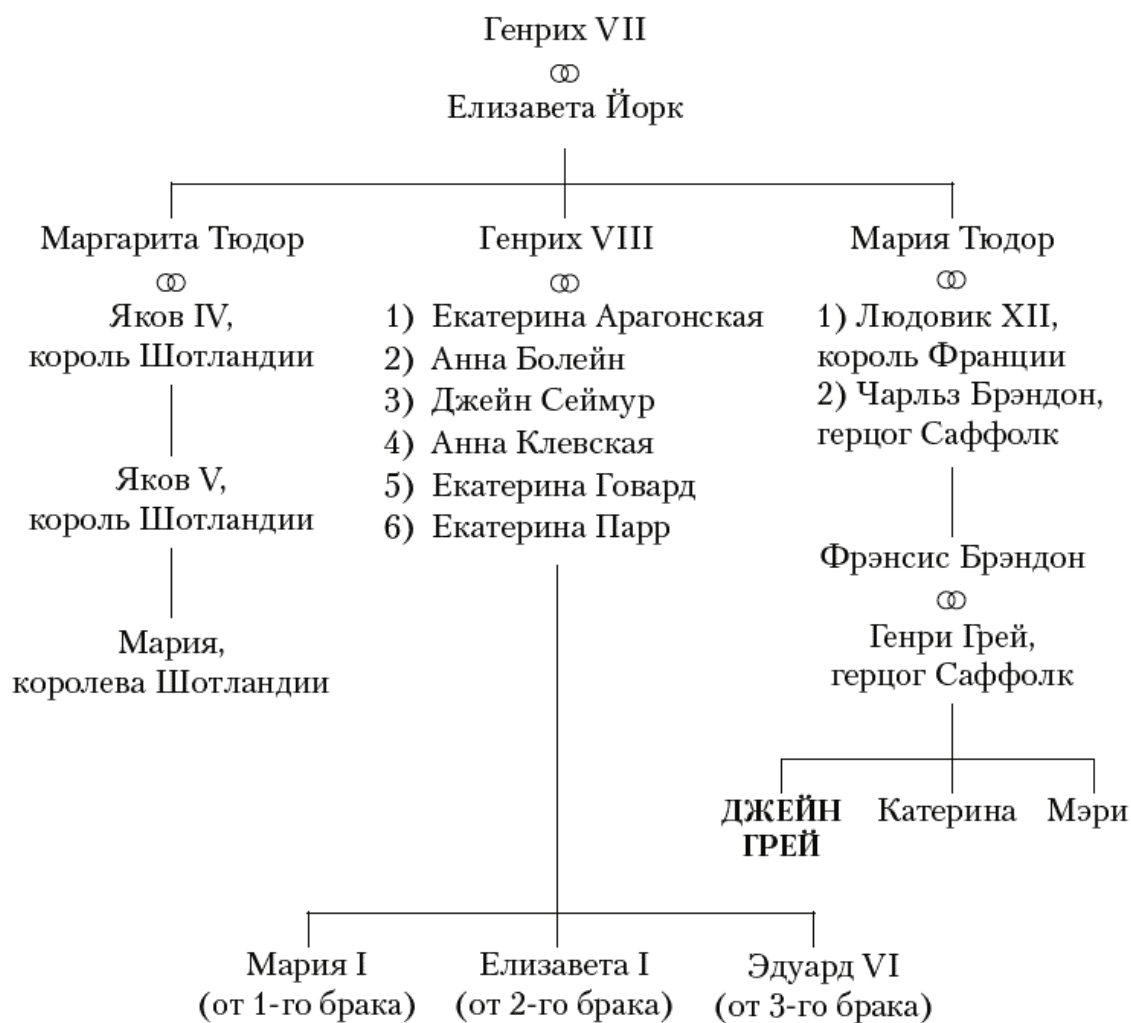 Генрих VII
Елизавета Йорк
Маргарита Тюдор
Яков IV,
король Шотландии
Яков V,
король Шотландии
Мария,
королева Шотландии
Генрих VIII
1) Екатерина Арагонская
2) Анна Болейн
3) Джейн Сеймур
4) Анна Клевская
5) Екатерина Говард
6) Екатерина Парр
Мария Тюдор
1) Людовик XII,
король Франции
2) Чарльз Брэндон,
герцог Саффолк
Фрэнсис Брэндон
Генри Грей,
герцог Саффолк
ДЖЕЙН
ГРЕЙ
Катерина
Мэри
Мария I
(от 1-го брака)
Елизавета I
(от 2-го брака)
Эдуард VI
(от 3-го брака)